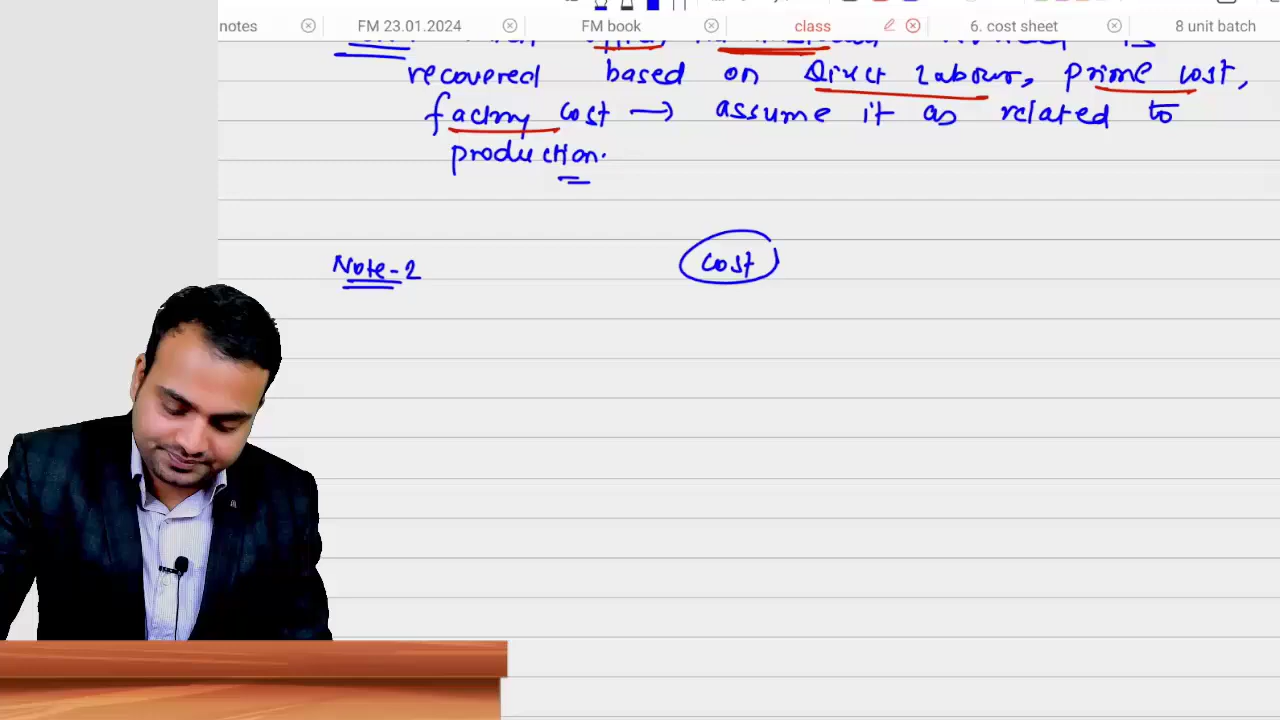 notes FM 23.01.2024 FM book class 6. cost sheet 8 unit batch
is
recovered based on Direct Labour, prime cost,
factory cost → assume it as related to
production.
Note-2 cost